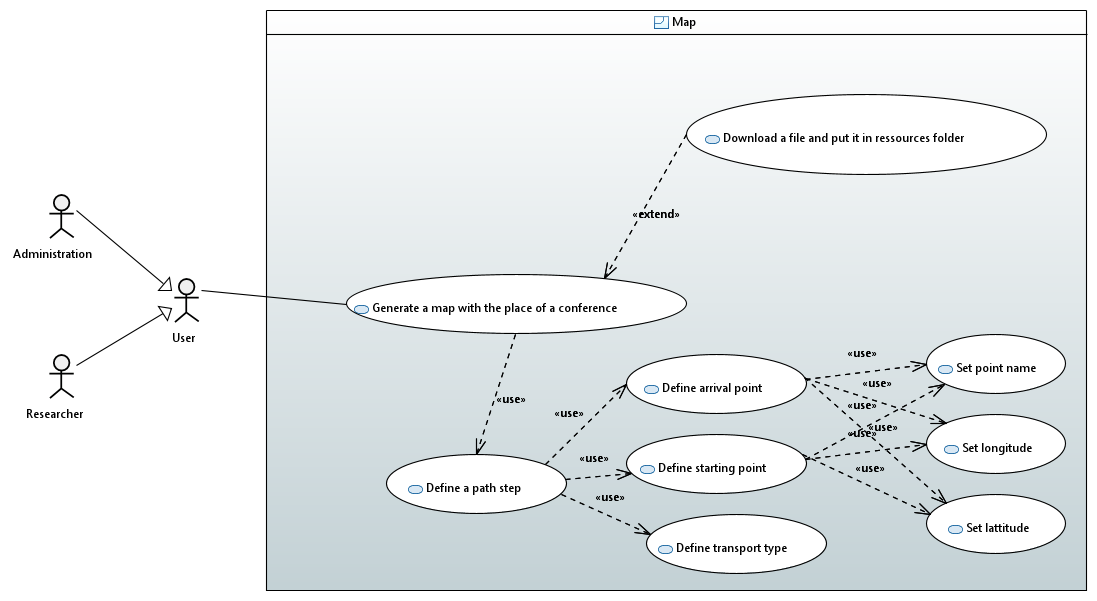 Map
Download a file and put it in ressources folder
«extend»
Administration
User
Generate a map with the place of a conference
Researcher
«use»
Define a path step
«use»
«use»
«use»
Define arrival point
Define starting point
Define transport type
«use»
«use»
«use»
«use»
«use»
«use»
Set point name
Set longitude
Set lattitude